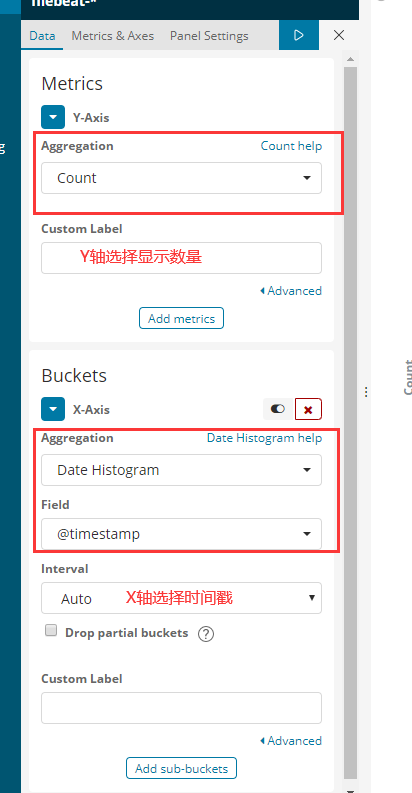 filebeat-*
Data Metrics & Axes Panel Settings
g
Metrics
Y-Axis
Aggregation Count help
Count
Custom Label
Y轴选择显示数量
Advanced
Add metrics
Buckets
X-Axis
Aggregation Date Histogram help
Date Histogram
Field
@timestamp
Interval
Auto X轴选择时间戳
Drop partial buckets ?
Custom Label
Advanced
Add sub-buckets
Count